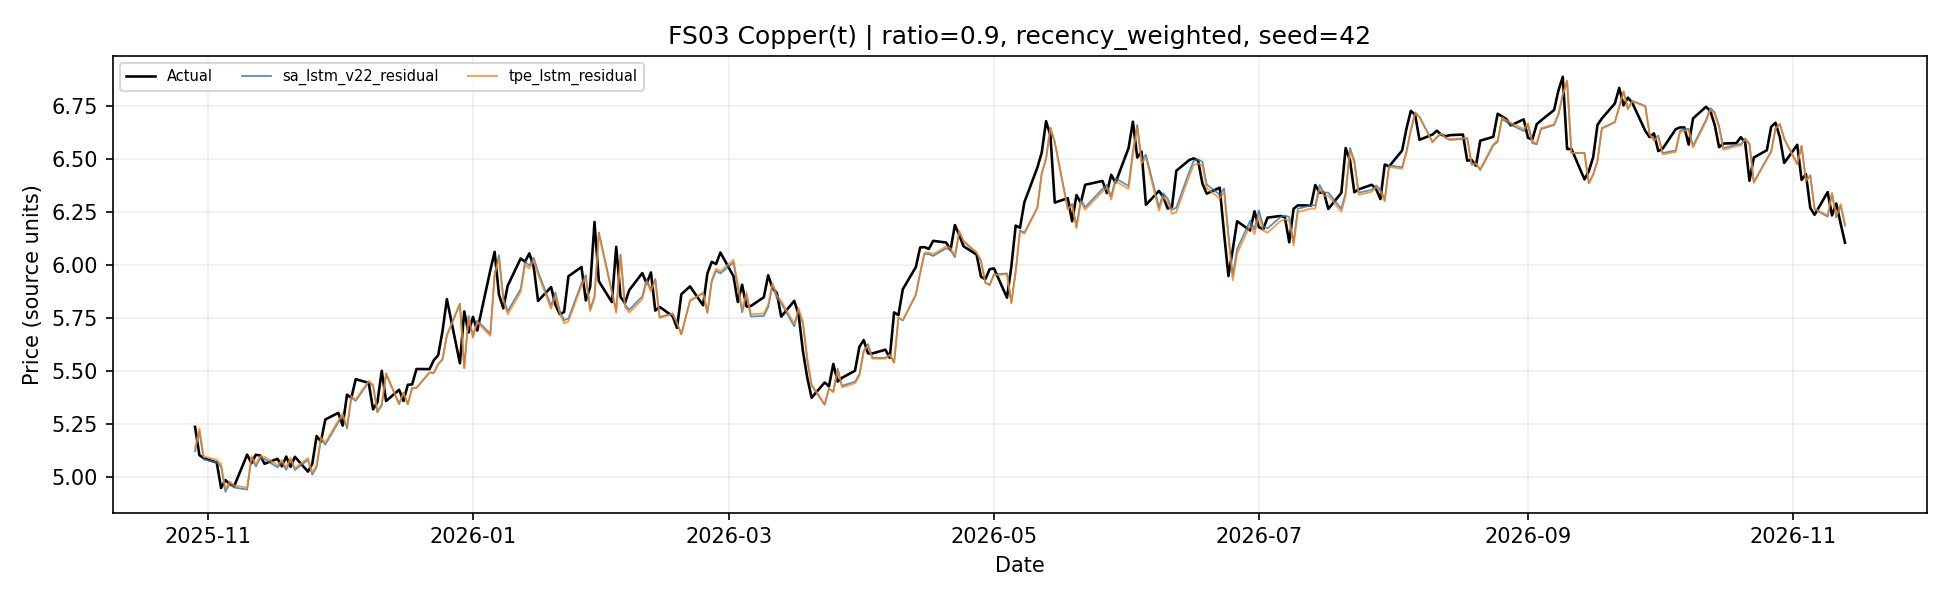 FS03 Copper(t) | ratio=0.9, recency_weighted, seed=42
Actual sa_lstm_v22_residual tpe_lstm_residual
Price (source units)
6.75
6.50
6.25
6.00
5.75
5.50
5.25
5.00
2025-11 2026-01 2026-03 2026-05 2026-07 2026-09 2026-11
Date